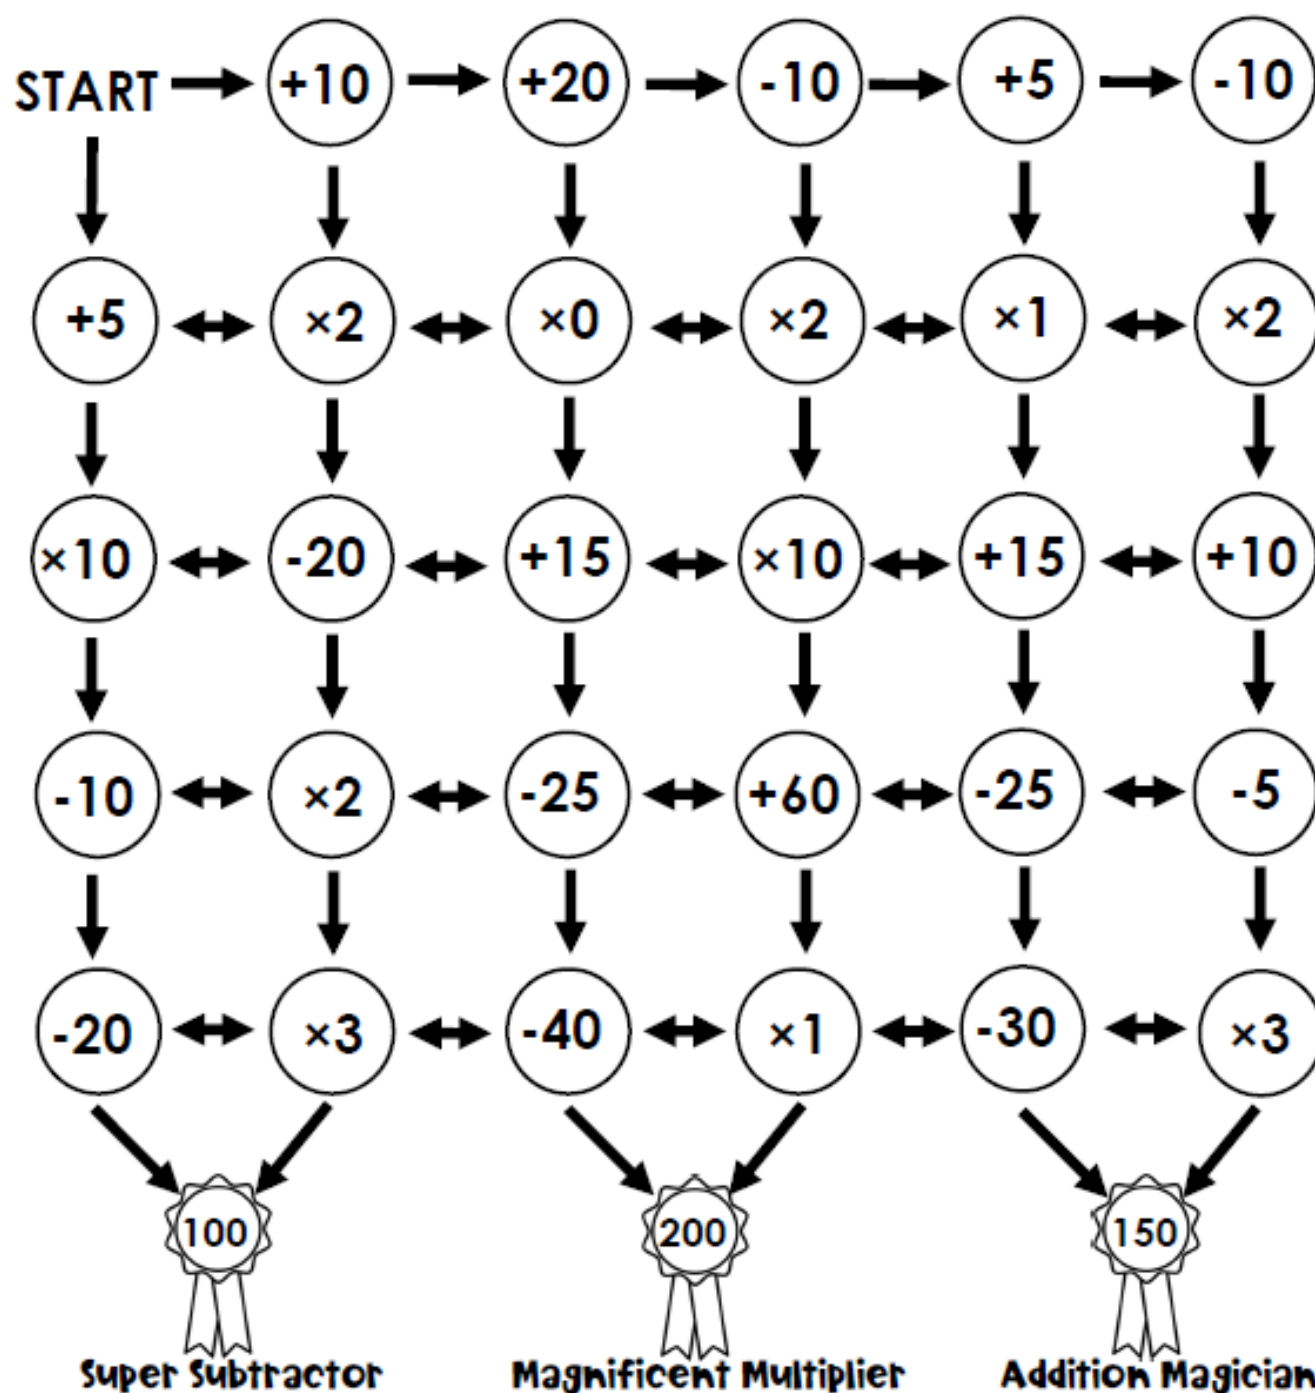 START +10 +20 -10 +5 -10
+5 ×2 ×0 ×2 ×1 ×2
×10 -20 +15 ×10 +15 +10
-10 ×2 -25 +60 -25 -5
-20 ×3 -40 ×1 -30 ×3
100 200 150
Super Subtractor Magnificent Multiplier Addition Magician